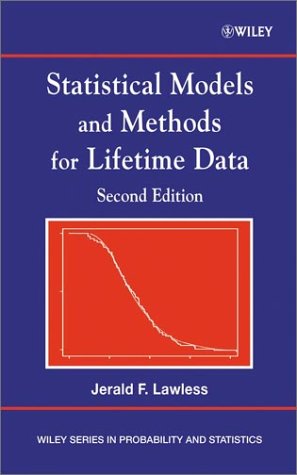 WILEY
Statistical Models
and Methods
for Lifetime Data
Second Edition
Jerald F. Lawless
WILEY SERIES IN PROBABILITY AND STATISTICS